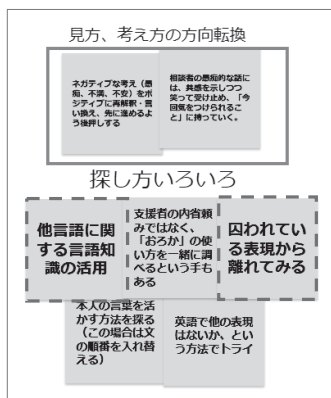 見方、考え方の方向転換
ネガティブな考え（愚
痴、不満、不安）をポ
ジティブに再解釈・言
い換え、先に進めるよ
う後押しする
相談者の愚痴的な話に
は、共感を示しつつ
笑って受け止め、「今
回気をつけられるこ
と」に持っていく。
探し方いろいろ
他言語に関
する言語知
識の活用
支援者の内省頼
みではなく、
「おろか」の使
い方を一緒に調
べるという手も
ある
囚われてい
る表現から
離れてみる
本人の言葉を活
かす方法を探る
（この場合は文
の順番を入れ替
える）
英語で他の表現
はないか、とい
う方法でトライ